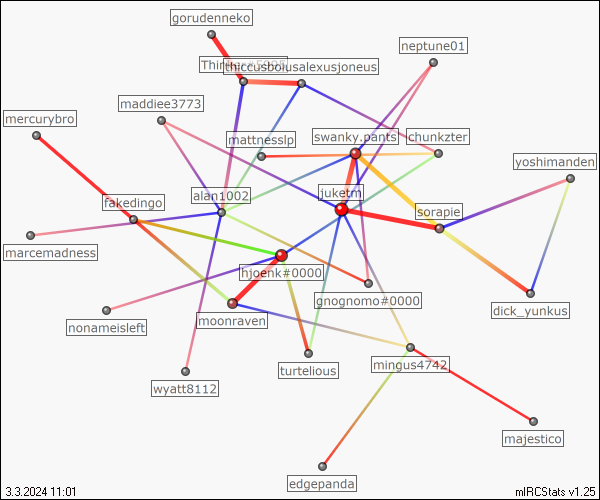 gorudenneko
neptune01
thiccusboiusalexusjoneus
maddiee3773
mercurybro
mattnesslp
swanky.pants
chunkzter
yoshimanden
alan1002
juketm
fakedingo
sorapie
marcemadness
hjoenk#0000
gnognomo#0000
dick_yunkus
nonameisleft
moonraven
turtelious
mingus4742
wyatt8112
majestico
edgepanda
3.3.2024 11:01
mIRCStats v1.25